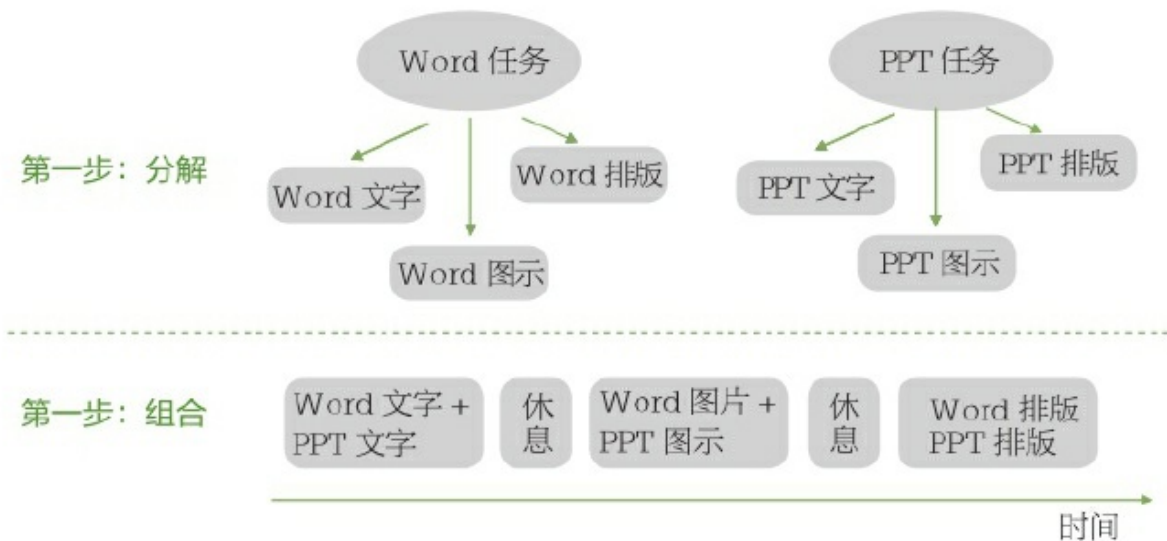 Word 任务
PPT 任务
第一步：分解
Word 文字
Word 排版
Word 图示
PPT 文字
PPT 排版
PPT 图示
第一步：组合
Word 文字 +
PPT 文字
休
息
Word 图片 +
PPT 图示
休
息
Word 排版
PPT 排版
时间